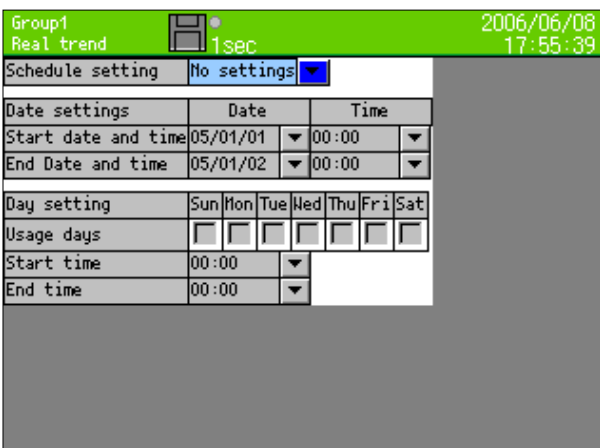 Group1 2006/06/08
Real trend 1sec 17:55:39
Schedule setting No settings
Date settings Date Time
Start date and time 05/01/01 00:00
End Date and time 05/01/02 00:00
Day setting Sun Mon Tue Wed Thu Fri Sat
Usage days
Start time 00:00
End time 00:00